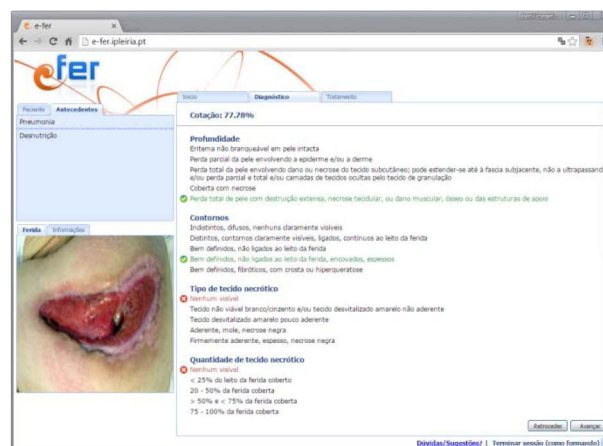 e-fer
e-fer.ipleiria.pt
efer
Início Diagnóstico Tratamento
Paciente Antecedentes
Pneumonia
Desnutrição
Ferida Informações
Cotação: 77.78%
Profundidade
Eritema não branqueável em pele intacta
Perda parcial da pele envolvendo a epiderme e/ou a derme
Perda total da pele envolvendo dano ou necrose do tecido subcutâneo; pode estender-se até à fascia subjacente, não a ultrapassand
e/ou perda parcial e total e/ou camadas de tecidos ocultas pelo tecido de granulação
Coberta com necrose
Perda total de pele com destruição extensa, necrose tecidular, ou dano muscular, ósseo ou das estruturas de apoio
Contornos
Indistintos, difusos, nenhuns claramente visíveis
Distintos, contornos claramente visíveis, ligados, contínuos ao leito da ferida
Bem definidos, não ligados ao leito da ferida
Bem definidos, não ligados ao leito da ferida, encovados, espessos
Bem definidos, fibróticos, com crosta ou hiperqueratose
Tipo de tecido necrótico
Nenhum visível
Tecido não viável branco/cinzento e/ou tecido desvitalizado amarelo não aderente
Tecido desvitalizado amarelo pouco aderente
Aderente, mole, necrose negra
Firmemente aderente, espesso, necrose negra
Quantidade de tecido necrótico
Nenhum visível
< 25% do leito da ferida coberto
20 - 50% da ferida coberta
> 50% e < 75% da ferida coberta
75 - 100% da ferida coberta
Retroceder Avançar
Dúvidas/Sugestões? | Terminar sessão (como formando)